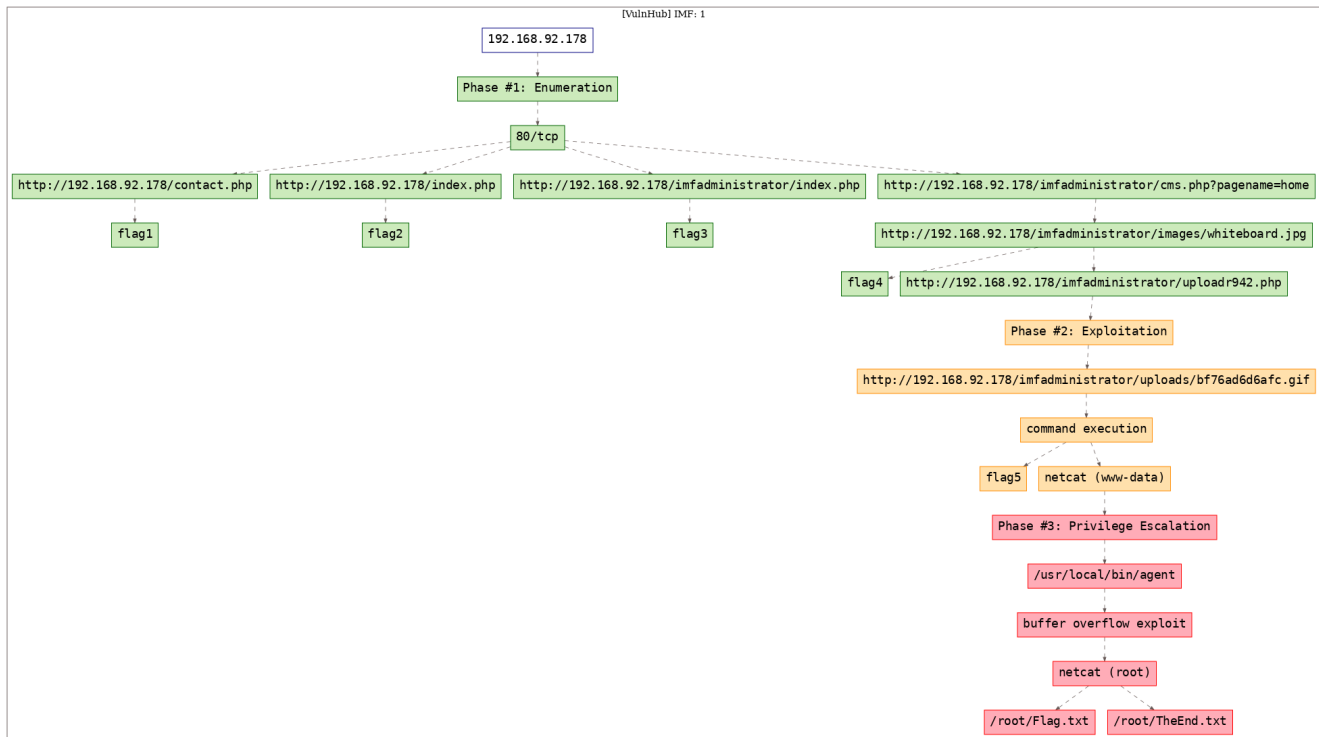 [VulnHub] IMF: 1
192.168.92.178
Phase #1: Enumeration
80/tcp
http://192.168.92.178/contact.php
http://192.168.92.178/index.php
http://192.168.92.178/imfadministrator/index.php
http://192.168.92.178/imfadministrator/cms.php?pagename=home
flag1
flag2
flag3
http://192.168.92.178/imfadministrator/images/whiteboard.jpg
flag4
http://192.168.92.178/imfadministrator/uploadr942.php
Phase #2: Exploitation
http://192.168.92.178/imfadministrator/uploads/bf76ad6d6afc.gif
command execution
flag5
netcat (www-data)
Phase #3: Privilege Escalation
/usr/local/bin/agent
buffer overflow exploit
netcat (root)
/root/Flag.txt
/root/TheEnd.txt